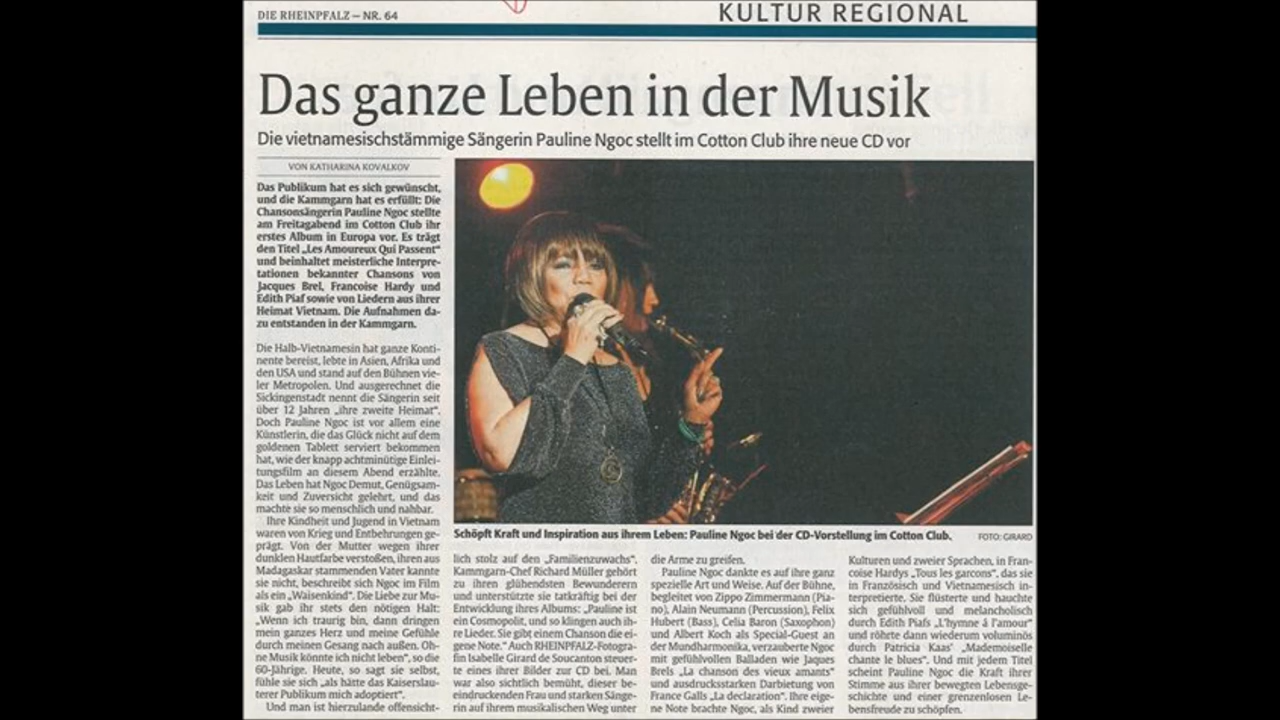 DIE RHEINPFALZ — NR. 64
KULTUR REGIONAL
Das ganze Leben in der Musik
Die vietnamesischstämmige Sängerin Pauline Ngoc stellt im Cotton Club ihre neue CD vor
VON KATHARINA KOVALKOV
Das Publikum hat es sich gewünscht,
und die Kammgarn hat es erfüllt: Die
Chansonsängerin Pauline Ngoc stellte
am Freitagabend im Cotton Club ihr
erstes Album in Europa vor. Es trägt
den Titel „Les Amoureux Qui Passent“
und beinhaltet meisterliche Interpre-
tationen bekannter Chansons von
Jacques Brel, Francoise Hardy und
Edith Piaf sowie von Liedern aus ihrer
Heimat Vietnam. Die Aufnahmen da-
zu entstanden in der Kammgarn.
Die Halb-Vietnamesin hat ganze Konti-
nente bereist, lebte in Asien, Afrika und
den USA und stand auf den Bühnen vie-
ler Metropolen. Und ausgerechnet die
Sickingenstadt nennt die Sängerin seit
über 12 Jahren „ihre zweite Heimat“.
Doch Pauline Ngoc ist vor allem eine
Künstlerin, die das Glück nicht auf dem
goldenen Tablett serviert bekommen
hat, wie der knapp achtminütige Einlei-
tungsfilm an diesem Abend erzählte.
Das Leben hat Ngoc Demut, Genügsam-
keit und Zuversicht gelehrt, und das
machte sie so menschlich und nahbar.
Ihre Kindheit und Jugend in Vietnam
waren von Krieg und Entbehrungen ge-
prägt. Von der Mutter wegen ihrer
dunklen Hautfarbe verstoßen, ihren aus
Madagaskar stammenden Vater kannte
sie nicht, beschreibt sich Ngoc im Film
als ein „Waisenkind“. Die Liebe zur Mu-
sik gab ihr stets den nötigen Halt:
„Wenn ich traurig bin, dann dringen
mein ganzes Herz und meine Gefühle
durch meinen Gesang nach außen. Oh-
ne Musik könnte ich nicht leben“, so die
60-Jährige. Heute, so sagt sie selbst,
fühle sie sich „als hätte das Kaiserslau-
terer Publikum mich adoptiert“.
Und man ist hierzulande offensicht-
Schöpft Kraft und Inspiration aus ihrem Leben: Pauline Ngoc bei der CD-Vorstellung im Cotton Club.
FOTO: GIRARD
lich stolz auf den „Familienzuwachs“.
Kammgarn-Chef Richard Müller gehört
zu ihren glühendsten Bewunderern
und unterstützte sie tatkräftig bei der
Entwicklung ihres Albums: „Pauline ist
ein Cosmopolit, und so klingen auch ih-
re Lieder. Sie gibt einem Chanson die ei-
gene Note.“ Auch RHEINPFALZ-Fotogra-
fin Isabelle Girard de Soucanton steuer-
te eines ihrer Bilder zur CD bei. Man
war also sichtlich bemüht, dieser be-
eindruckenden Frau und starken Sänge-
rin auf ihrem musikalischen Weg unter
die Arme zu greifen.
Pauline Ngoc dankte es auf ihre ganz
spezielle Art und Weise. Auf der Bühne,
begleitet von Zippo Zimmermann (Pia-
no), Alain Neumann (Percussion), Felix
Hubert (Bass), Celia Baron (Saxophon)
und Albert Koch als Special-Guest an
der Mundharmonika, verzauberte Ngoc
mit gefühlvollen Balladen wie Jaques
Brels „La chanson des vieux amants“
und ausdrucksstarken Darbietung von
France Galls „La declaration“. Ihre eige-
ne Note brachte Ngoc, als Kind zweier
Kulturen und zweier Sprachen, in Fran-
coise Hardys „Tous les garcons“, das sie
in Französisch und Vietnamesisch in-
terpretierte. Sie flüsterte und hauchte
sich gefühlvoll und melancholisch
durch Edith Piafs „L'hymne á l'amour“
und röhrte dann wiederum voluminös
durch Patricia Kaas' „Mademoiselle
chante le blues“. Und mit jedem Titel
scheint Pauline Ngoc die Kraft ihrer
Stimme aus ihrer bewegten Lebensge-
schichte und einer grenzenlosen Le-
bensfreude zu schöpfen.